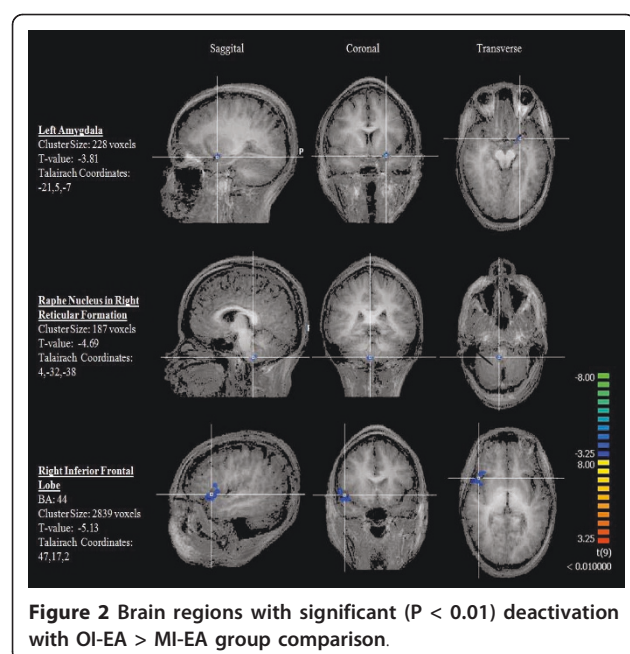 Saggital Coronal Transverse
Left Amygdala
Cluster Size: 228 voxels
T-value: -3.81
Talairach Coordinates:
-21,5,-7
P
Raphe Nucleus in Right
Reticular Formation
Cluster Size: 187 voxels
T-value: -4.69
Talairach Coordinates:
4,-32,-38
Right Inferior Frontal
Lobe
BA: 44
Cluster Size: 2839 voxels
T-value: -5.13
Talairach Coordinates:
47,17,2
-8.00
-3.25
8.00
3.25
t(9)
< 0.010000
Figure 2 Brain regions with significant (P < 0.01) deactivation
with OI-EA > MI-EA group comparison.